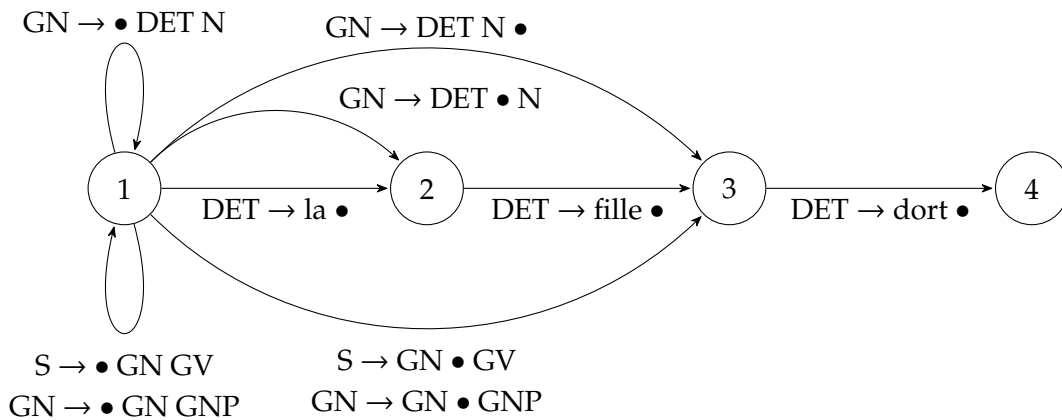 GN → • DET N
GN → DET N •
GN → DET • N
1
2
3
4
DET → la •
DET → fille •
DET → dort •
S → • GN GV
GN → • GN GNP
S → GN • GV
GN → GN • GNP